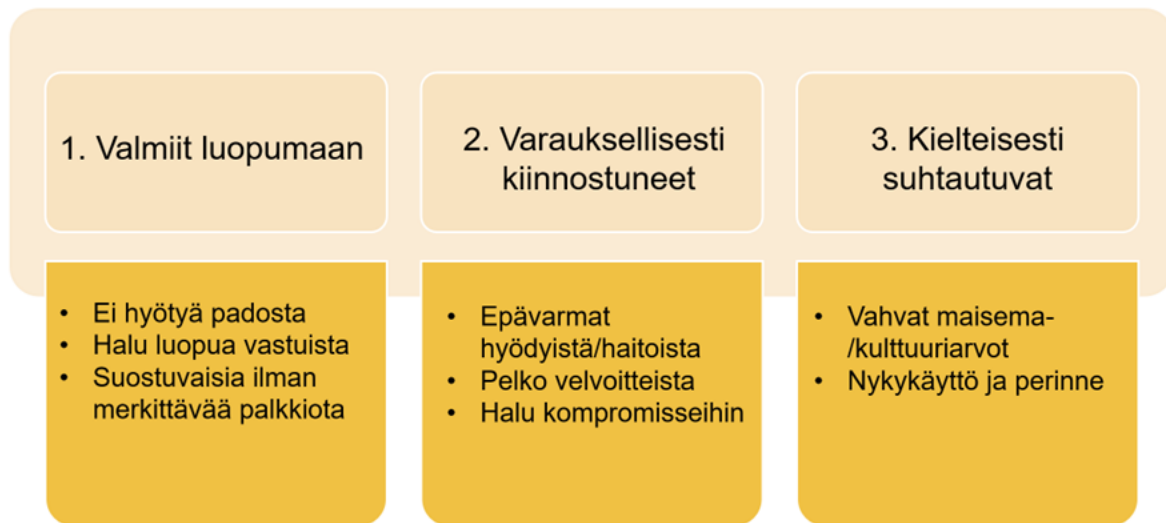 1. Valmiit luopumaan
• Ei hyötyä padosta
• Halu luopua vastuista
• Suostuvaisia ilman
merkittävää palkkiota
2. Varauksellisesti
kiinnostuneet
• Epävarmat
hyödyistä/haitoista
• Pelko velvoitteista
• Halu kompromisseihin
3. Kielteisesti
suhtautuvat
• Vahvat maisema-
/kulttuuriarvot
• Nykykäyttö ja perinne